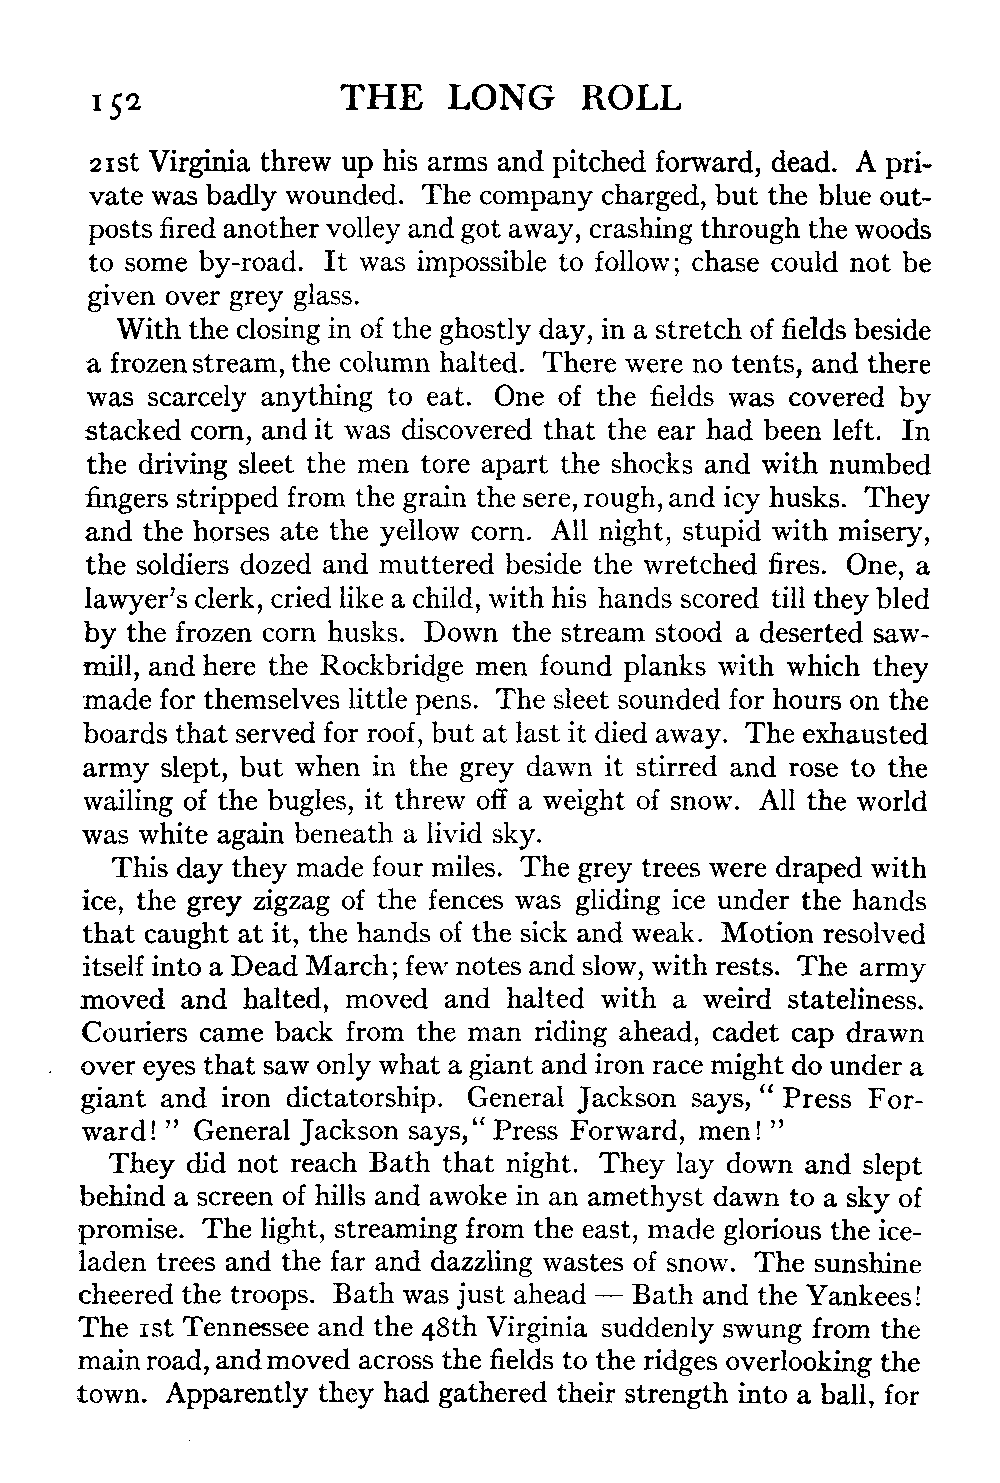 152 THE LONG ROLL
21st Virginia threw up his arms and pitched forward, dead. A pri-
vate was badly wounded. The company charged, but the blue out-
posts fired another volley and got away, crashing through the woods
to some by-road. It was impossible to follow; chase could not be
given over grey glass.
With the closing in of the ghostly day, in a stretch of fields beside
a frozen stream, the column halted. There were no tents, and there
was scarcely anything to eat. One of the fields was covered by
stacked corn, and it was discovered that the ear had been left. In
the driving sleet the men tore apart the shocks and with numbed
fingers stripped from the grain the sere, rough, and icy husks. They
and the horses ate the yellow corn. All night, stupid with misery,
the soldiers dozed and muttered beside the wretched fires. One, a
lawyer's clerk, cried like a child, with his hands scored till they bled
by the frozen corn husks. Down the stream stood a deserted saw-
mill, and here the Rockbridge men found planks with which they
made for themselves little pens. The sleet sounded for hours on the
boards that served for roof, but at last it died away. The exhausted
army slept, but when in the grey dawn it stirred and rose to the
wailing of the bugles, it threw off a weight of snow. All the world
was white again beneath a livid sky.
This day they made four miles. The grey trees were draped with
ice, the grey zigzag of the fences was gliding ice under the hands
that caught at it, the hands of the sick and weak. Motion resolved
itself into a Dead March; few notes and slow, with rests. The army
moved and halted, moved and halted with a weird stateliness.
Couriers came back from the man riding ahead, cadet cap drawn
over eyes that saw only what a giant and iron race might do under a
giant and iron dictatorship. General Jackson says, "Press For-
ward!" General Jackson says, "Press Forward, men!"
They did not reach Bath that night. They lay down and slept
behind a screen of hills and awoke in an amethyst dawn to a sky of
promise. The light, streaming from the east, made glorious the ice-
laden trees and the far and dazzling wastes of snow. The sunshine
cheered the troops. Bath was just ahead — Bath and the Yankees!
The 1st Tennessee and the 48th Virginia suddenly swung from the
main road, and moved across the fields to the ridges overlooking the
town. Apparently they had gathered their strength into a ball, for